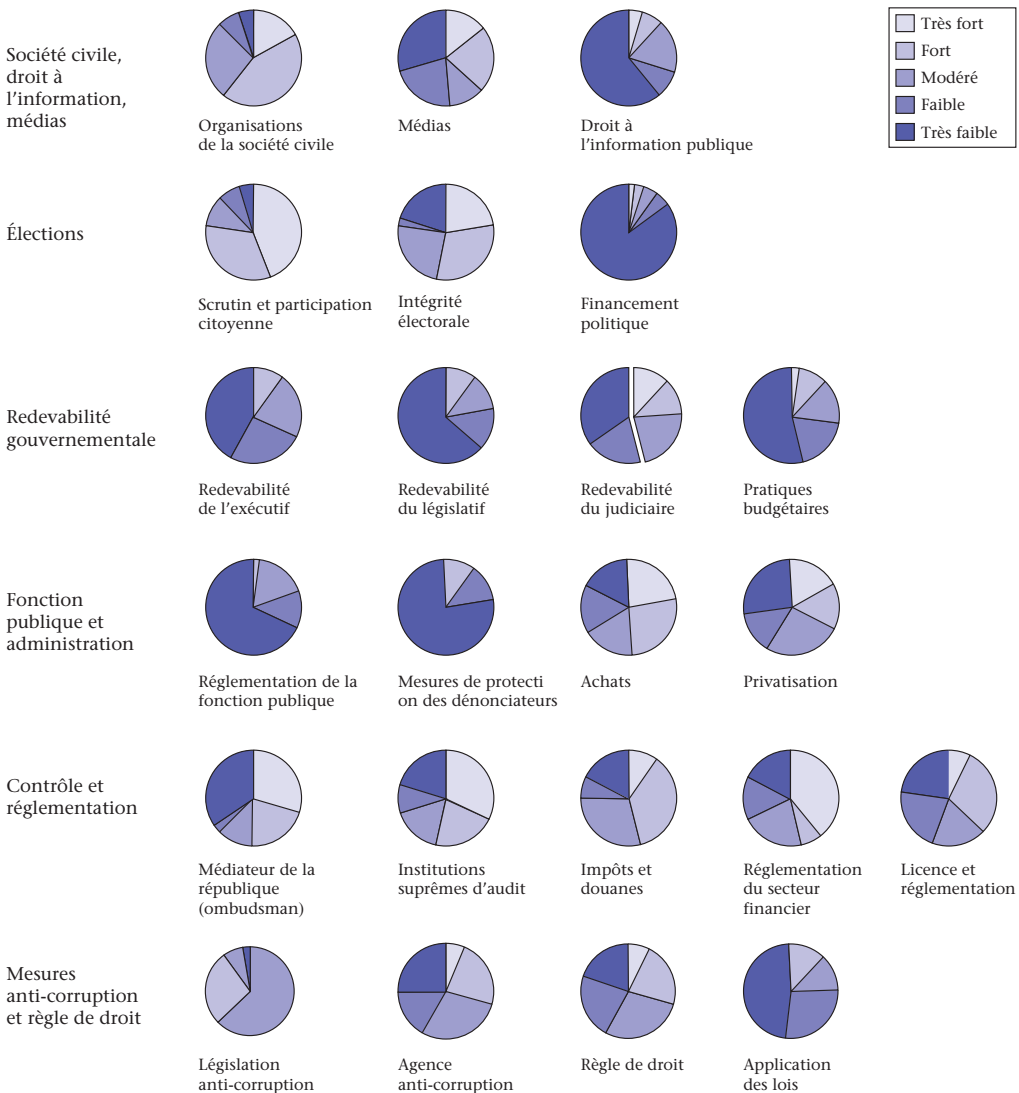 Société civile,
droit à
l'information,
médias
Organisations
de la société civile
Médias
Droit à
l'information publique
Très fort
Fort
Modéré
Faible
Très faible
Élections
Scrutin et participation
citoyenne
Intégrité
électorale
Financement
politique
Redevabilité
gouvernementale
Redevabilité
de l'exécutif
Redevabilité
du législatif
Redevabilité
du judiciaire
Pratiques
budgétaires
Fonction
publique et
administration
Réglementation de la
fonction publique
Mesures de protecti
on des dénonciateurs
Achats
Privatisation
Contrôle et
réglementation
Médiateur de la
république
(ombudsman)
Institutions
suprêmes d'audit
Impôts et
douanes
Réglementation
du secteur
financier
Licence et
réglementation
Mesures
anti-corruption
et règle de droit
Législation
anti-corruption
Agence
anti-corruption
Règle de droit
Application
des lois